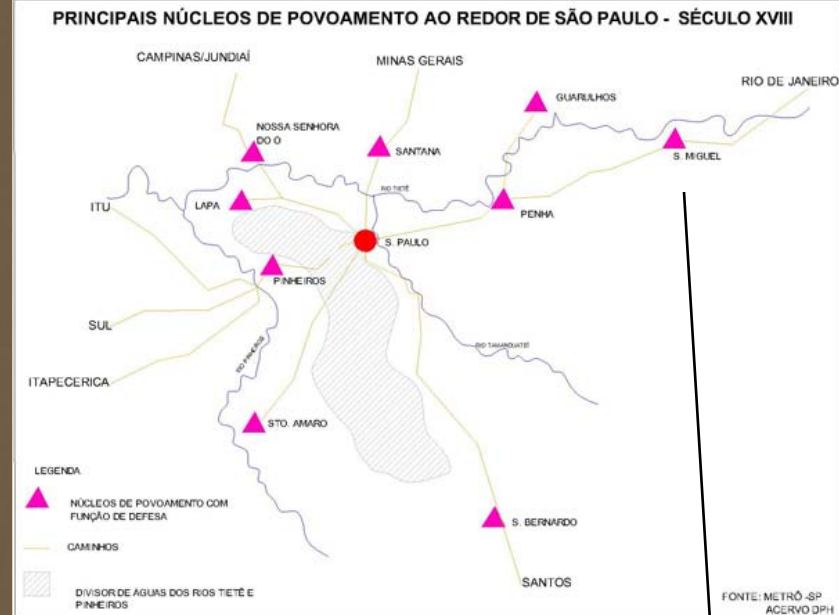 PRINCIPAIS NÚCLEOS DE POVOAMENTO AO REDOR DE SÃO PAULO - SÉCULO XVIII
CAMPINAS/JUNDIAÍ
MINAS GERAIS
RIO DE JANEIRO
GUARULHOS
NOSSA SENHORA
DO Ó
SANTANA
S. MIGUEL
RIO TIETÊ
ITU
LAPA
PENHA
S. PAULO
PINHEIROS
SUL
RIO PINHEIROS
RIO TAMANDUATEÍ
ITAPECERICA
STO. AMARO
LEGENDA
NÚCLEOS DE POVOAMENTO COM
FUNÇÃO DE DEFESA
S. BERNARDO
CAMINHOS
SANTOS
DIVISOR DE ÁGUAS DOS RIOS TIETÊ E
PINHEIROS
FONTE: METRÔ -SP
ACERVO DPH